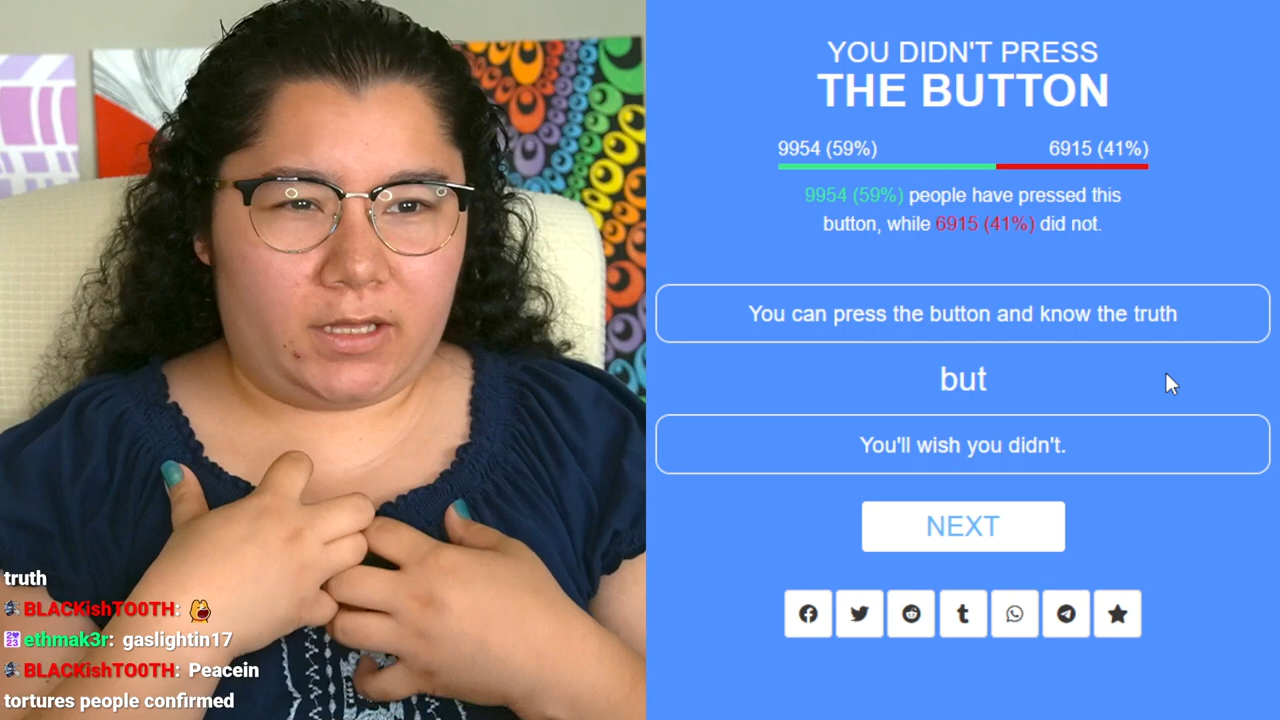 YOU DIDN'T PRESS
THE BUTTON
9954 (59%) 6915 (41%)
9954 (59%) people have pressed this
button, while 6915 (41%) did not.
You can press the button and know the truth
but
You'll wish you didn't.
NEXT
truth
BLACKishTO0TH:
ethmak3r: gaslightin17
BLACKishTO0TH: Peacein
tortures people confirmed